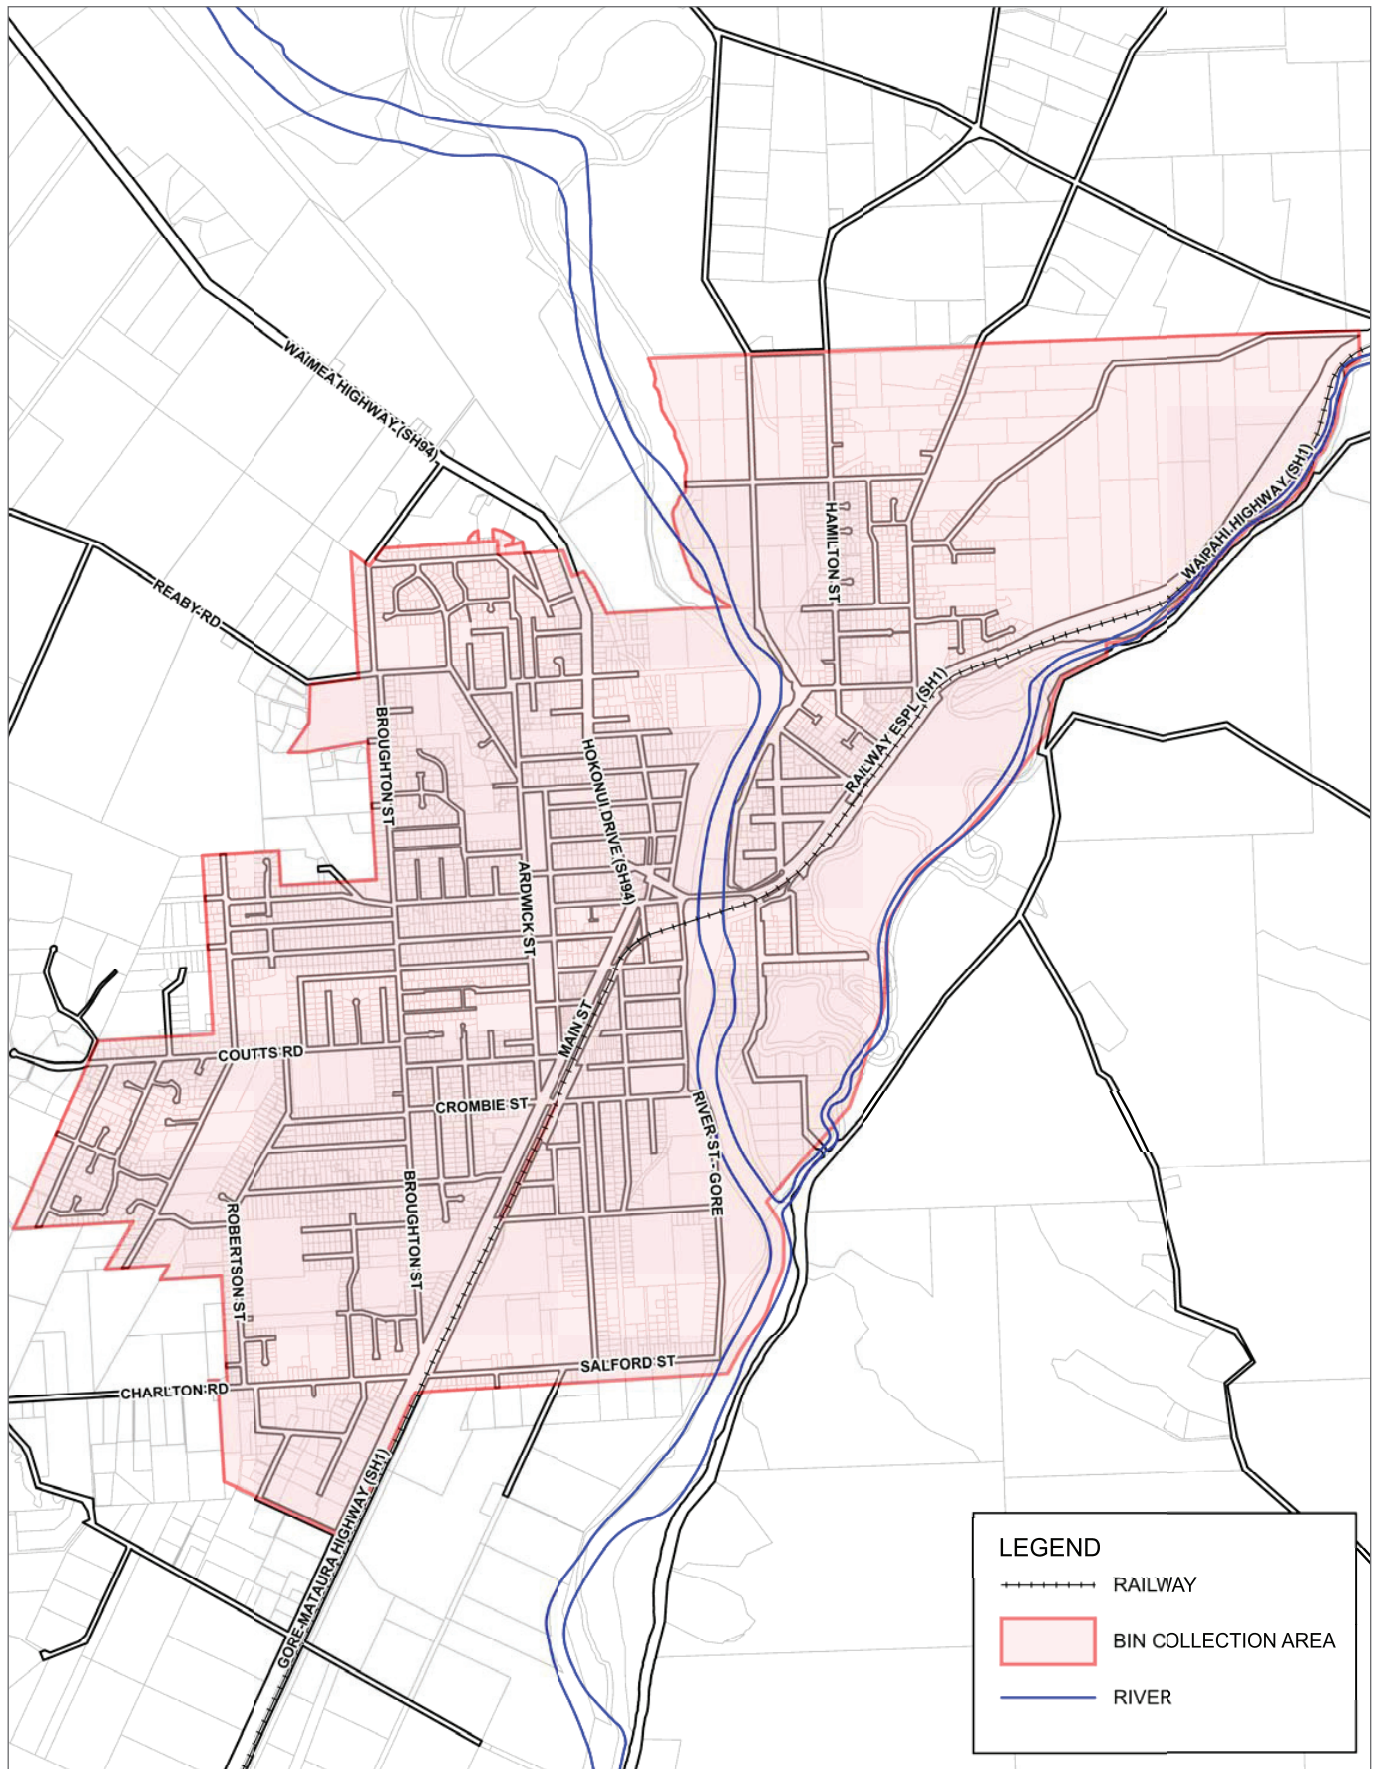 WAIMEA HIGHWAY (SH94)
REABY RD
HAMILTON ST
WAIPAHI HIGHWAY (SH1)
RAILWAY ESPL (SH1)
BROUGHTON ST
HOKONUI DRIVE (SH94)
ARDWICK ST
MAIN ST
COUTTS RD
CROMBIE ST
RIVER ST - GORE
BROUGHTON ST
ROBERTSON ST
SALFORD ST
CHARLTON RD
GORE-MATAURA HIGHWAY (SH1)
LEGEND
RAILWAY
BIN COLLECTION AREA
RIVER